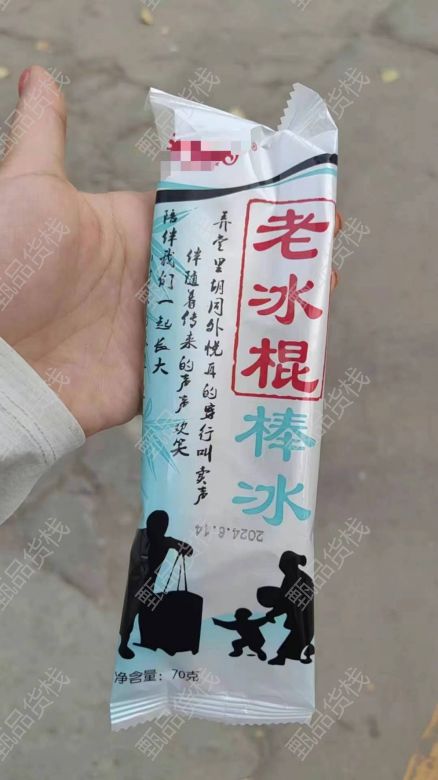 老冰棍
棒冰
弄堂里胡同外悦耳的穿行叫卖声
伴随着传来的声声欢笑
陪伴我们一起长大
2024.6.14
净含量：70克
甄品货栈